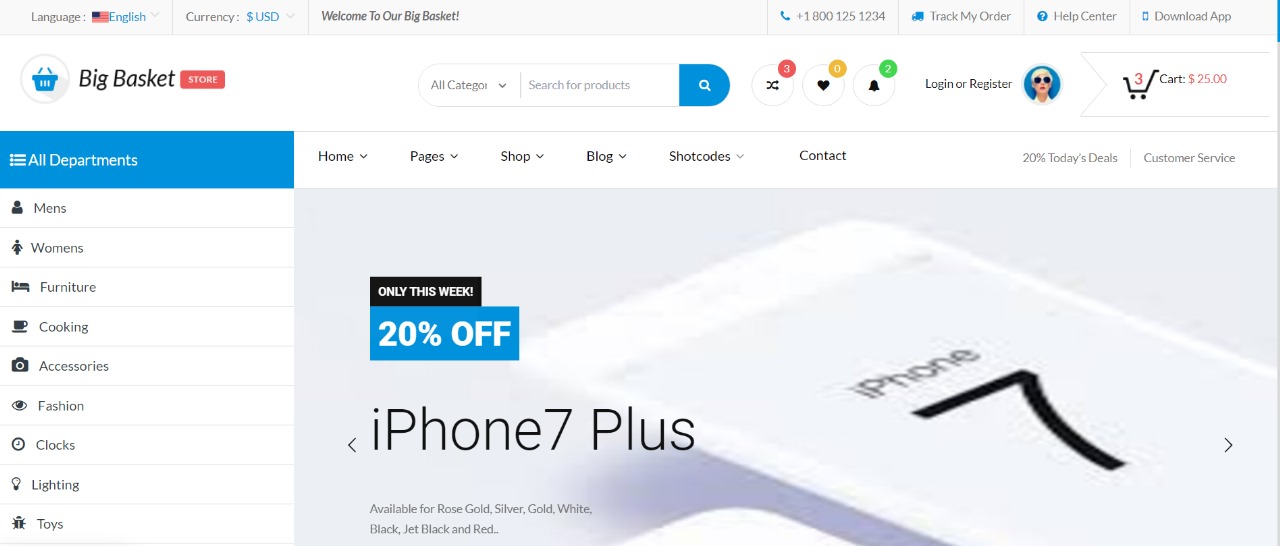 Language : English Currency : $ USD Welcome To Our Big Basket! +1 800 125 1234 Track My Order Help Center Download App
Big Basket STORE All Categor Search for products 3 0 2 Login or Register 3 Cart: $ 25.00
All Departments Home Pages Shop Blog Shotcodes Contact 20% Today's Deals Customer Service
Mens
Womens
Furniture
Cooking
Accessories
Fashion
Clocks
Lighting
Toys
ONLY THIS WEEK!
20% OFF
iPhone7 Plus
Available for Rose Gold, Silver, Gold, White,
Black, Jet Black and Red..
iPhone
7